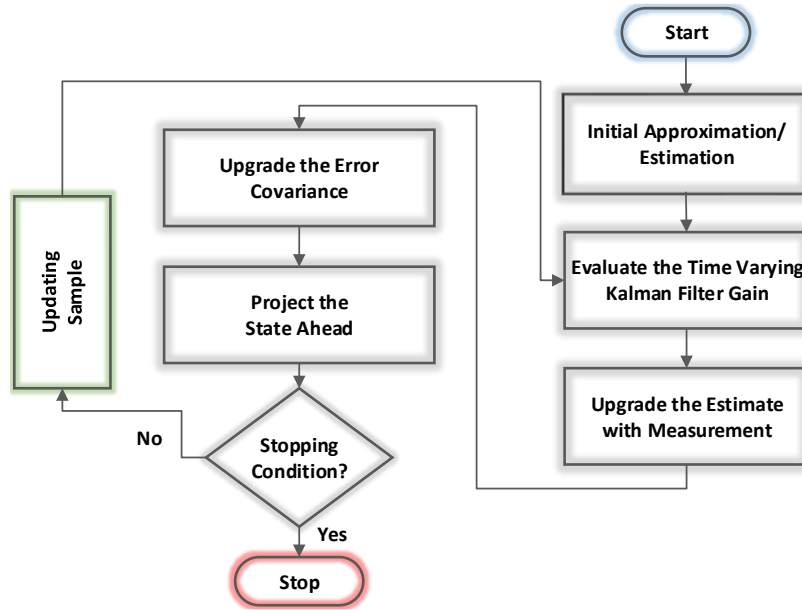 Start
Initial Approximation/
Estimation
Evaluate the Time Varying
Kalman Filter Gain
Upgrade the Estimate
with Measurement
Upgrade the Error
Covariance
Project the
State Ahead
Stopping
Condition?
No
Yes
Updating
Sample
Stop